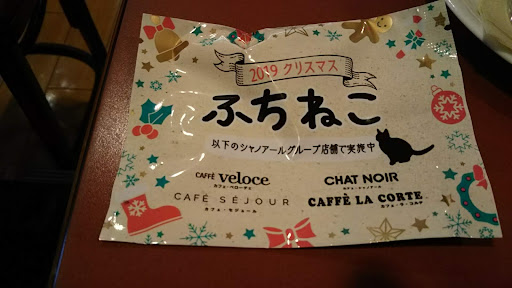 2019 クリスマス
ふちねこ
以下のシャノアールグループ店舗で実施中
CAFFÈ veloce
カフェ・ベローチェ
CHAT NOIR
カフェ・シャノアール
CAFÉ SÉJOUR
カフェ・セジュール
CAFFÈ LA CORTE
カフェ・ラ・コルテ